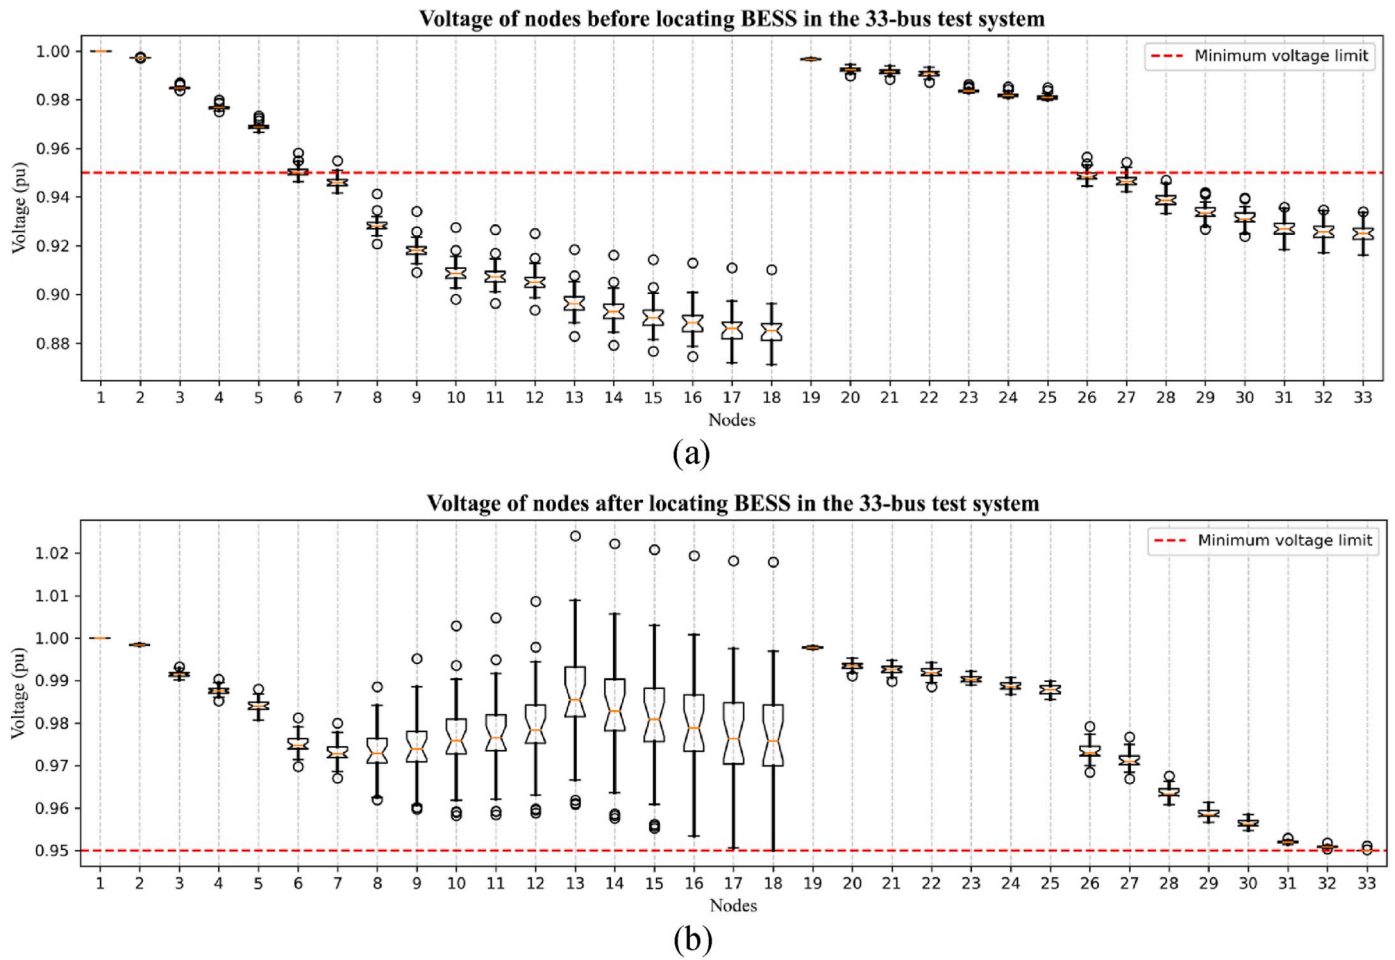 Voltage of nodes before locating BESS in the 33-bus test system
Minimum voltage limit
Voltage (pu)
1.00
0.98
0.96
0.94
0.92
0.90
0.88
1 2 3 4 5 6 7 8 9 10 11 12 13 14 15 16 17 18 19 20 21 22 23 24 25 26 27 28 29 30 31 32 33
Nodes
(a)
Voltage of nodes after locating BESS in the 33-bus test system
Minimum voltage limit
Voltage (pu)
1.02
1.01
1.00
0.99
0.98
0.97
0.96
0.95
1 2 3 4 5 6 7 8 9 10 11 12 13 14 15 16 17 18 19 20 21 22 23 24 25 26 27 28 29 30 31 32 33
Nodes
(b)